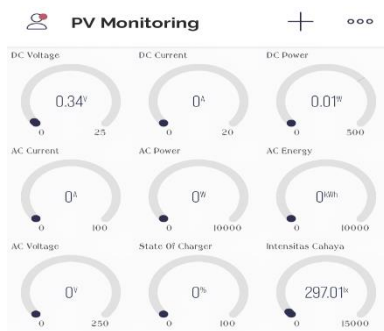 PV Monitoring
DC Voltage DC Current DC Power
0.34V 0A 0.01W
0 25 0 20 0 500
AC Current AC Power AC Energy
0A 0W 0kWh
0 100 0 10000 0 10000
AC Voltage State Of Charger Intensitas Cahaya
0V 0% 297.01lx
0 250 0 100 0 15000